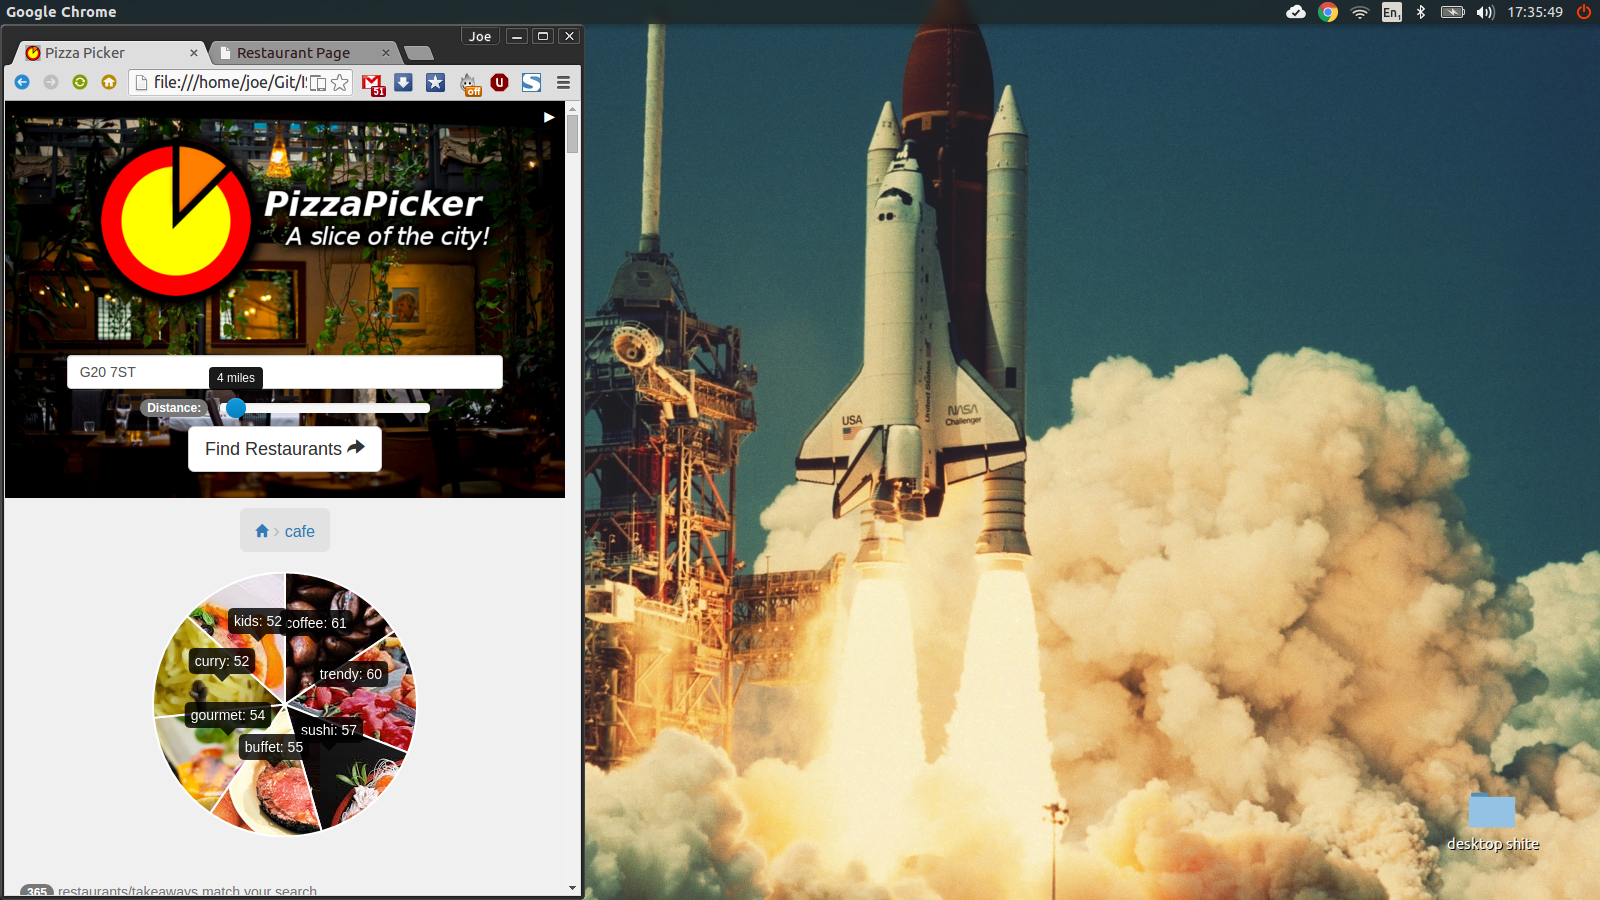 Google Chrome
En1
17:35:49
Joe
Pizza Picker
Restaurant Page
file:///home/joe/Git/I
51
off
PizzaPicker
A slice of the city!
G20 7ST
4 miles
Distance:
Find Restaurants
cafe
kids: 52
coffee: 61
curry: 52
trendy: 60
gourmet: 54
sushi: 57
buffet: 55
365 restaurants/takeaways match your search
USA
United States
NASA
Challenger
desktop shite